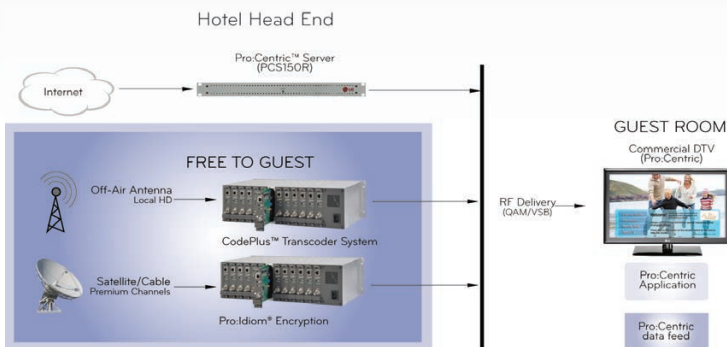 Hotel Head End
Pro:Centric™ Server
(PCS150R)
Internet
FREE TO GUEST
Off-Air Antenna
Local HD
CodePlus™ Transcoder System
Satellite/Cable
Premium Channels
Pro:Idiom® Encryption
RF Delivery
(QAM/VSB)
GUEST ROOM
Commercial DTV
(Pro:Centric)
Pro:Centric
Application
Pro:Centric
data feed